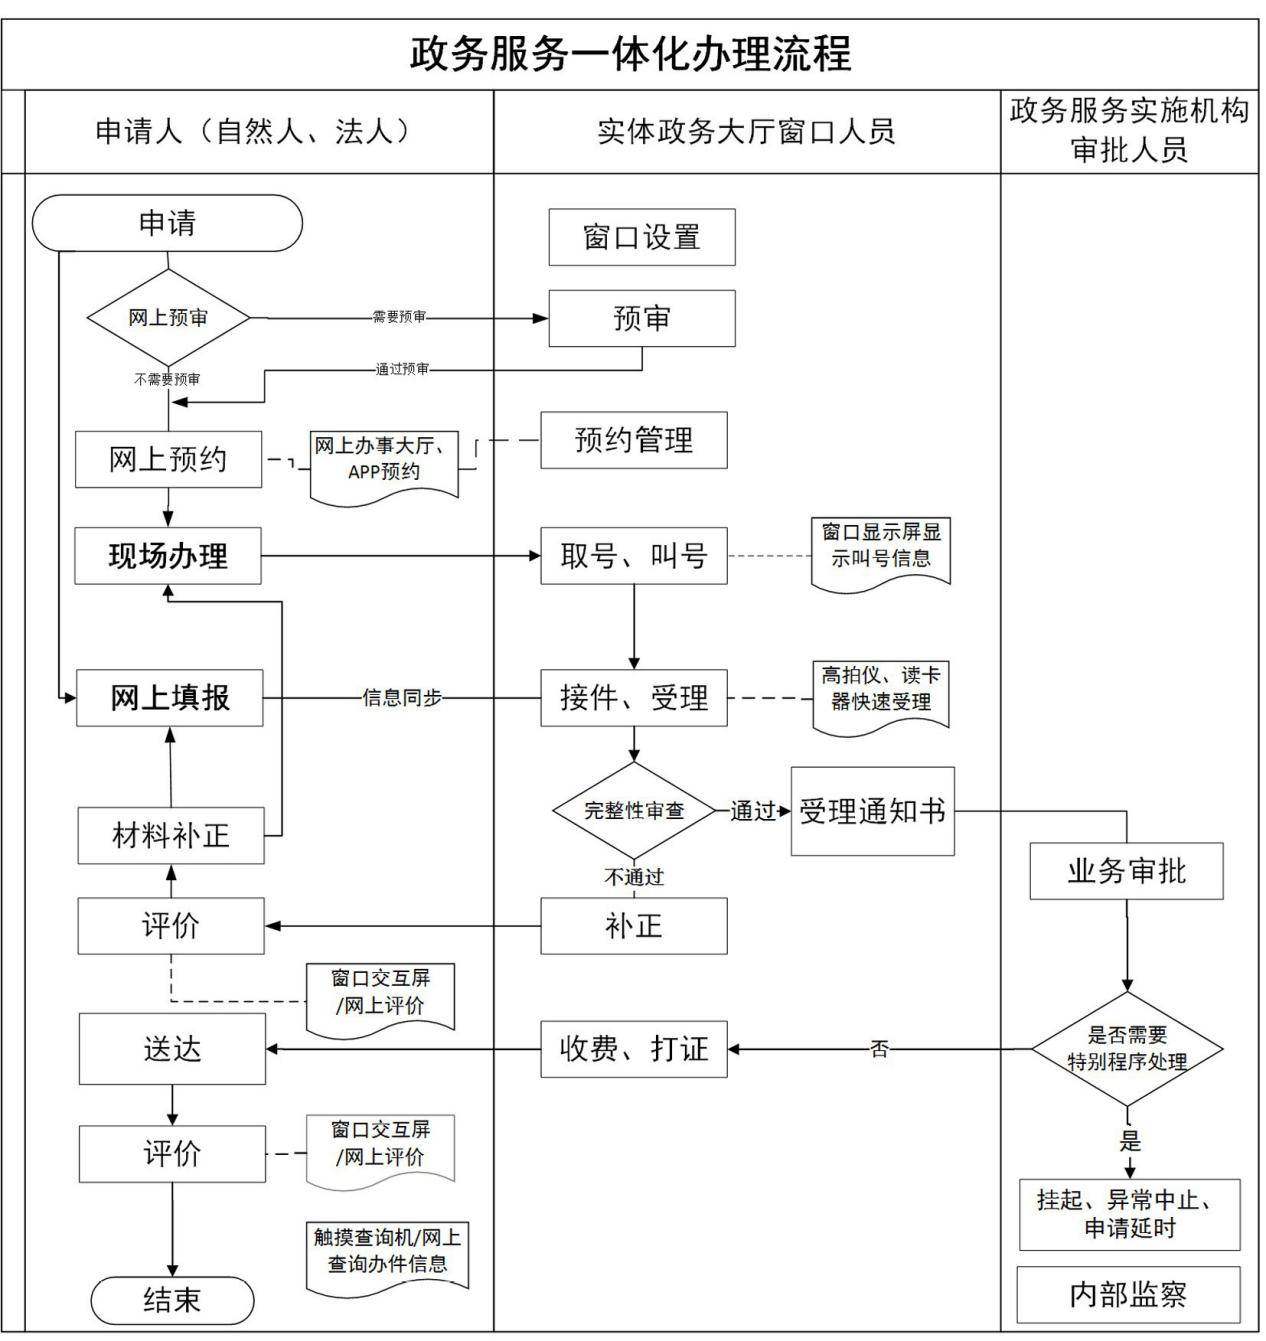 政务服务一体化办理流程
申请人（自然人、法人）
实体政务大厅窗口人员
政务服务实施机构
审批人员
申请
窗口设置
网上预审
需要预审
预审
不需要预审
通过预审
网上预约
网上办事大厅、
APP预约
预约管理
现场办理
取号、叫号
窗口显示屏显
示叫号信息
网上填报
信息同步
接件、受理
高拍仪、读卡
器快速受理
完整性审查
通过
受理通知书
材料补正
不通过
业务审批
评价
补正
窗口交互屏
/网上评价
送达
收费、打证
否
是否需要
特别程序处理
评价
窗口交互屏
/网上评价
是
挂起、异常中止、
申请延时
触摸查询机/网上
查询办件信息
结束
内部监察